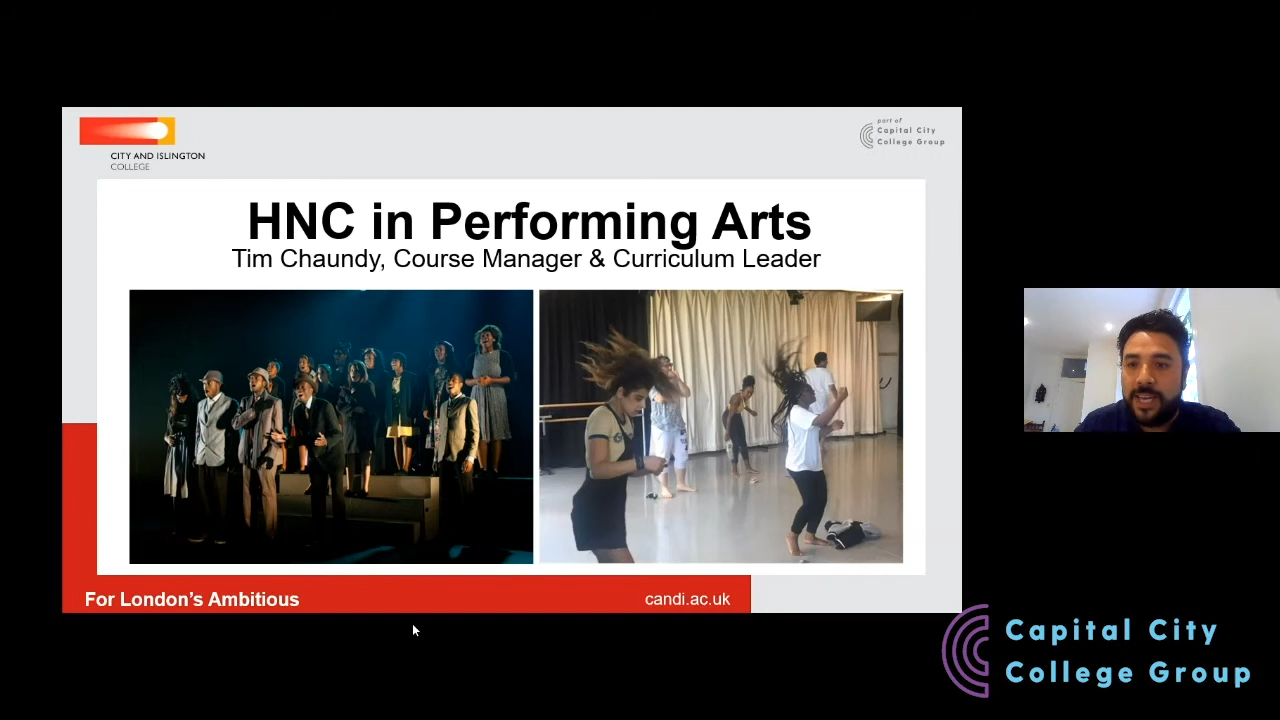 CITY AND ISLINGTON
COLLEGE
part of
Capital City
College Group
HNC in Performing Arts
Tim Chaundy, Course Manager & Curriculum Leader
For London's Ambitious
candi.ac.uk
Capital City
College Group